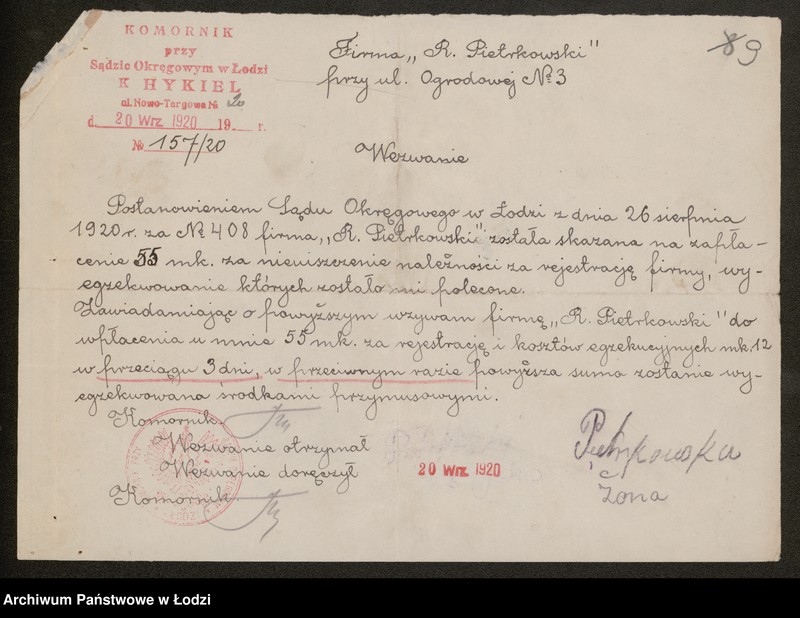 KOMORNIK
przy
Sądzie Okręgowym w Łodzi
K HYKIEL
ul. Nowo-Targowa № 20
d. 20 Wrz. 1920 19 r.
№ 157/20
89
Firma „R. Pietrkowski"
przy ul. Ogrodowej № 3
Wezwanie
Postanowieniem Sądu Okręgowego w Łodzi z dnia 26 sierpnia
1920 r. za № 408 firma „R. Pietrkowski" została skazana na zapła-
cenie 55 mk. za nieuiszczenie należności za rejestrację firmy, wy-
egzekwowanie których zostało mi polecone.
Zawiadamiając o powyższym wzywam firmę „R. Pietrkowski" do
wpłacenia u mnie 55 mk. za rejestrację i kosztów egzekucyjnych mk. 12
w przeciągu 3 dni, w przeciwnym razie powyższa suma zostanie wy-
egzekwowana środkami przymusowymi.
Komornik
Wezwanie otrzymał
Wezwanie doręczył
Komornik
20 Wrz. 1920
Pietrkowska
Żona
Archiwum Państwowe w Łodzi